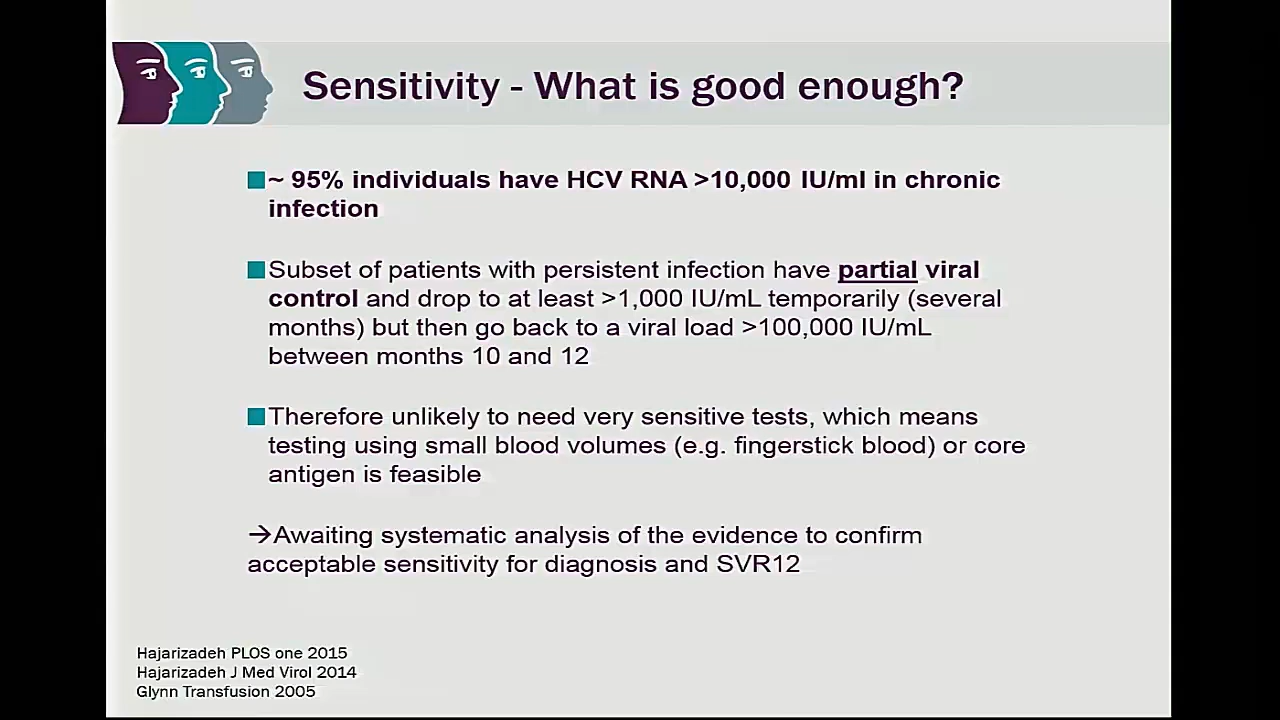 Sensitivity - What is good enough?
~ 95% individuals have HCV RNA >10,000 IU/ml in chronic
infection
Subset of patients with persistent infection have partial viral
control and drop to at least >1,000 IU/mL temporarily (several
months) but then go back to a viral load >100,000 IU/mL
between months 10 and 12
Therefore unlikely to need very sensitive tests, which means
testing using small blood volumes (e.g. fingerstick blood) or core
antigen is feasible
→Awaiting systematic analysis of the evidence to confirm
acceptable sensitivity for diagnosis and SVR12
Hajarizadeh PLOS one 2015
Hajarizadeh J Med Virol 2014
Glynn Transfusion 2005